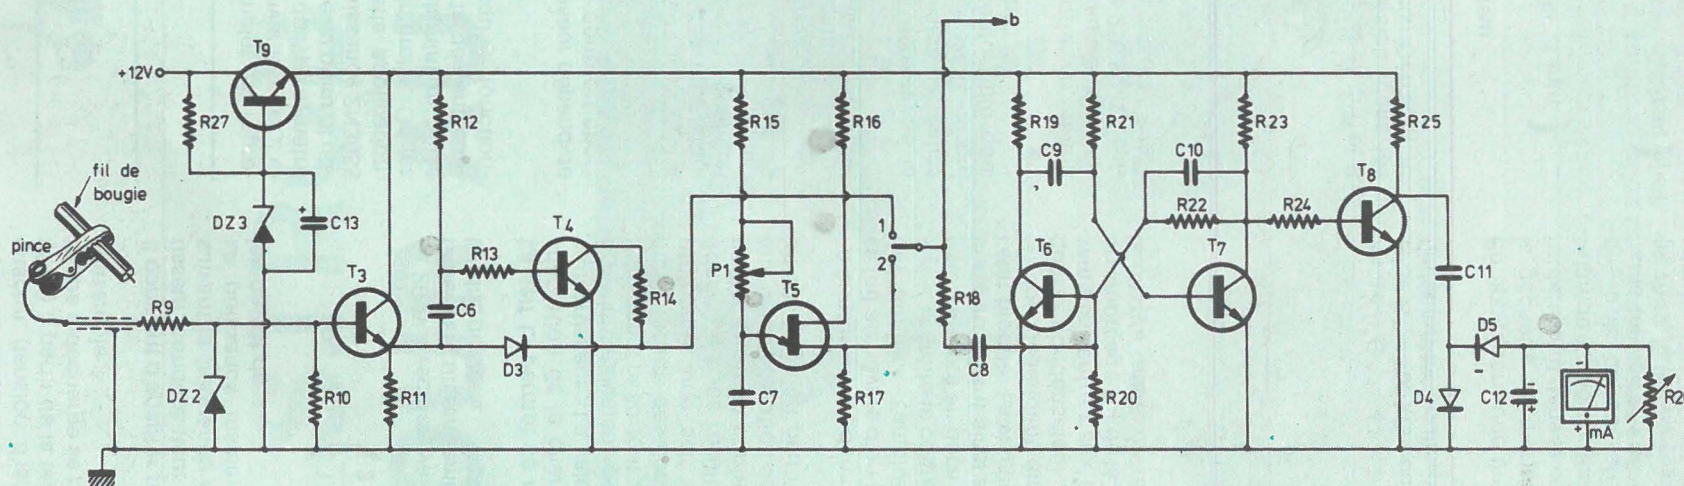 b
T9
+12V
R27
R12
R15
R16
R19
R21
R23
R25
fil de
bougie
C9
C10
T8
DZ3
+
C13
T4
1
R22
R24
pince
R13
P1
2
T6
T7
T3
R14
T5
R18
C11
R9
C6
D5
D3
C8
-
-
-
DZ2
R10
R11
C7
R17
R20
D4
C12
+
+
mA